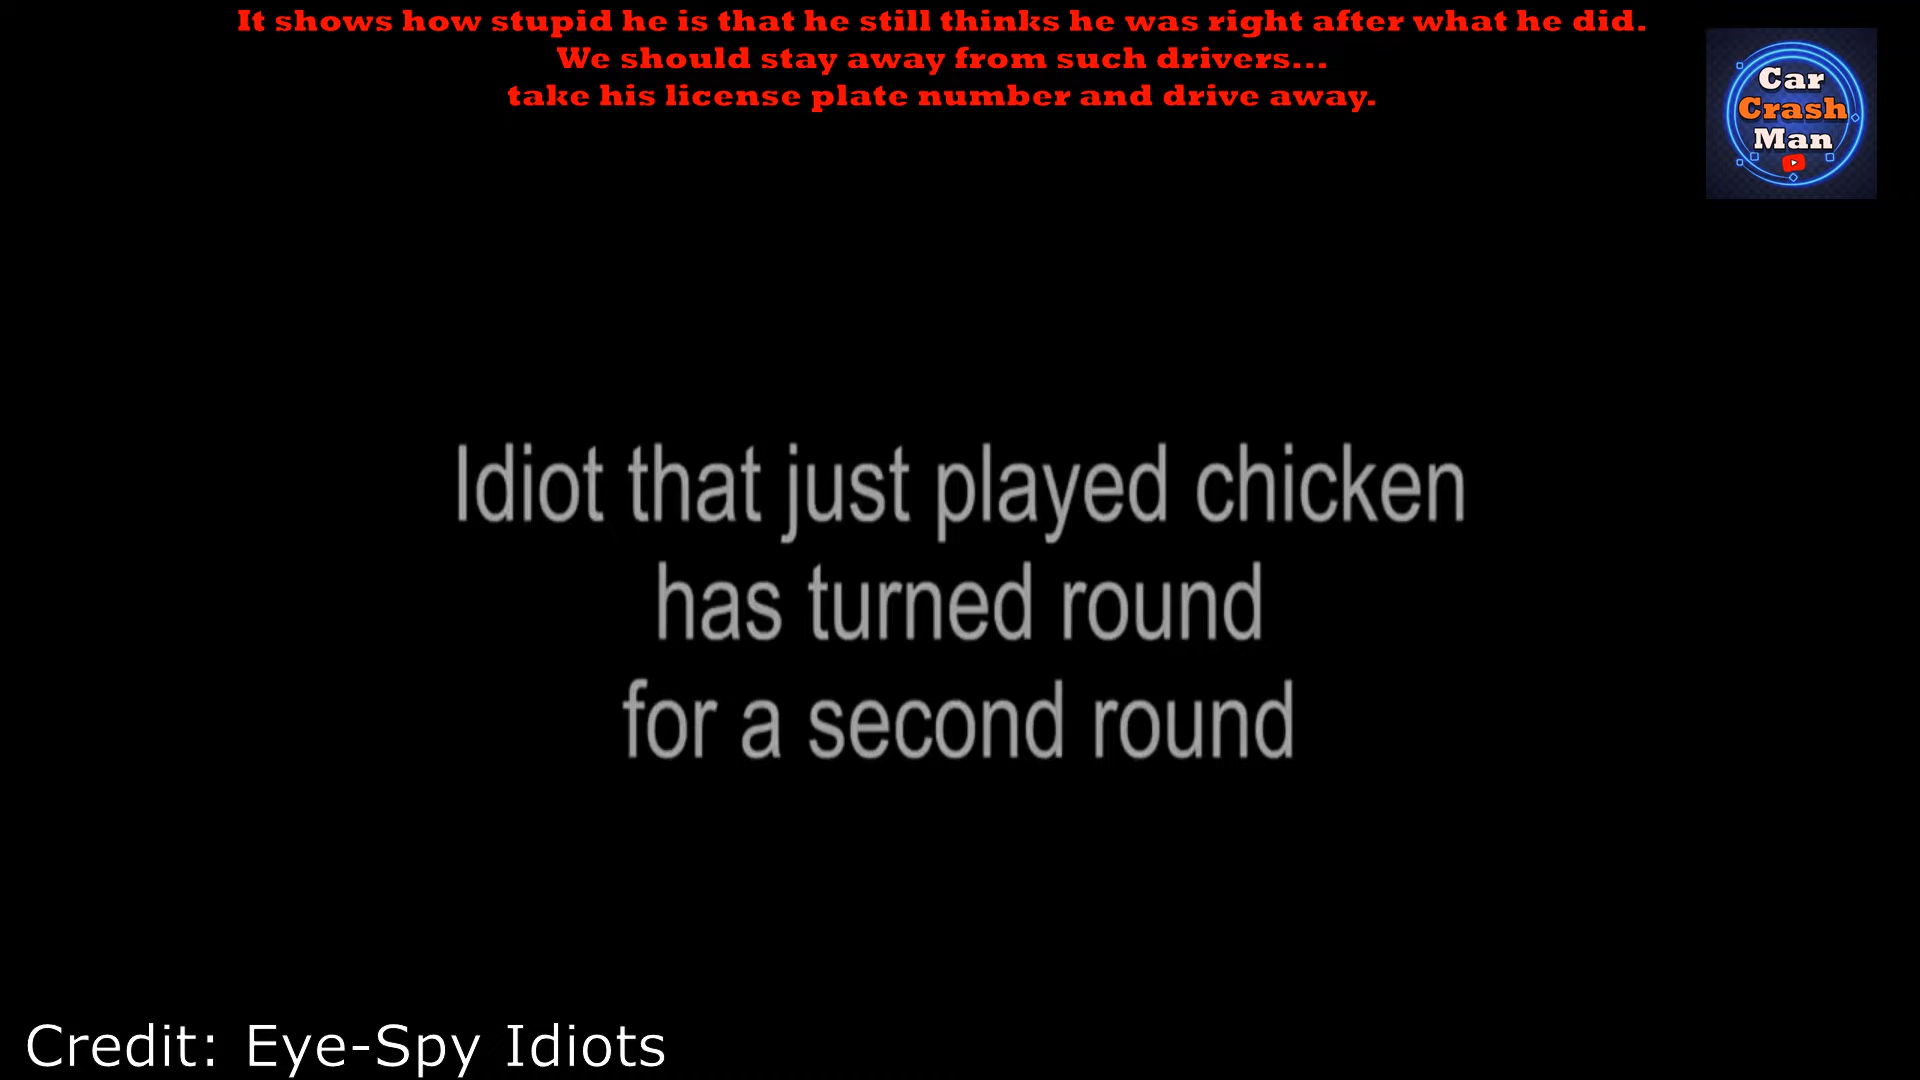 It shows how stupid he is that he still thinks he was right after what he did.
We should stay away from such drivers...
take his license plate number and drive away.
Car
Crash
Man
Idiot that just played chicken
has turned round
for a second round
Credit: Eye-Spy Idiots